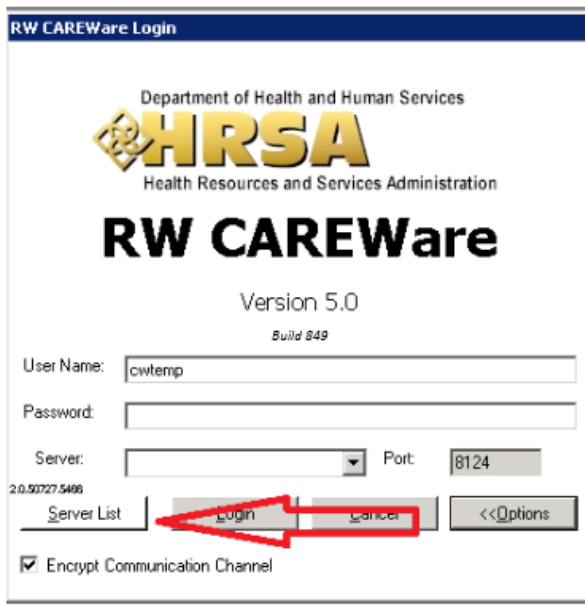 RW CAREWare Login
Department of Health and Human Services
HRSA
Health Resources and Services Administration
RW CAREWare
Version 5.0
Build 849
User Name: cwtemp
Password:
Server: Port: 8124
2.0.50727.5466
Server List Login Cancel <<Options
Encrypt Communication Channel